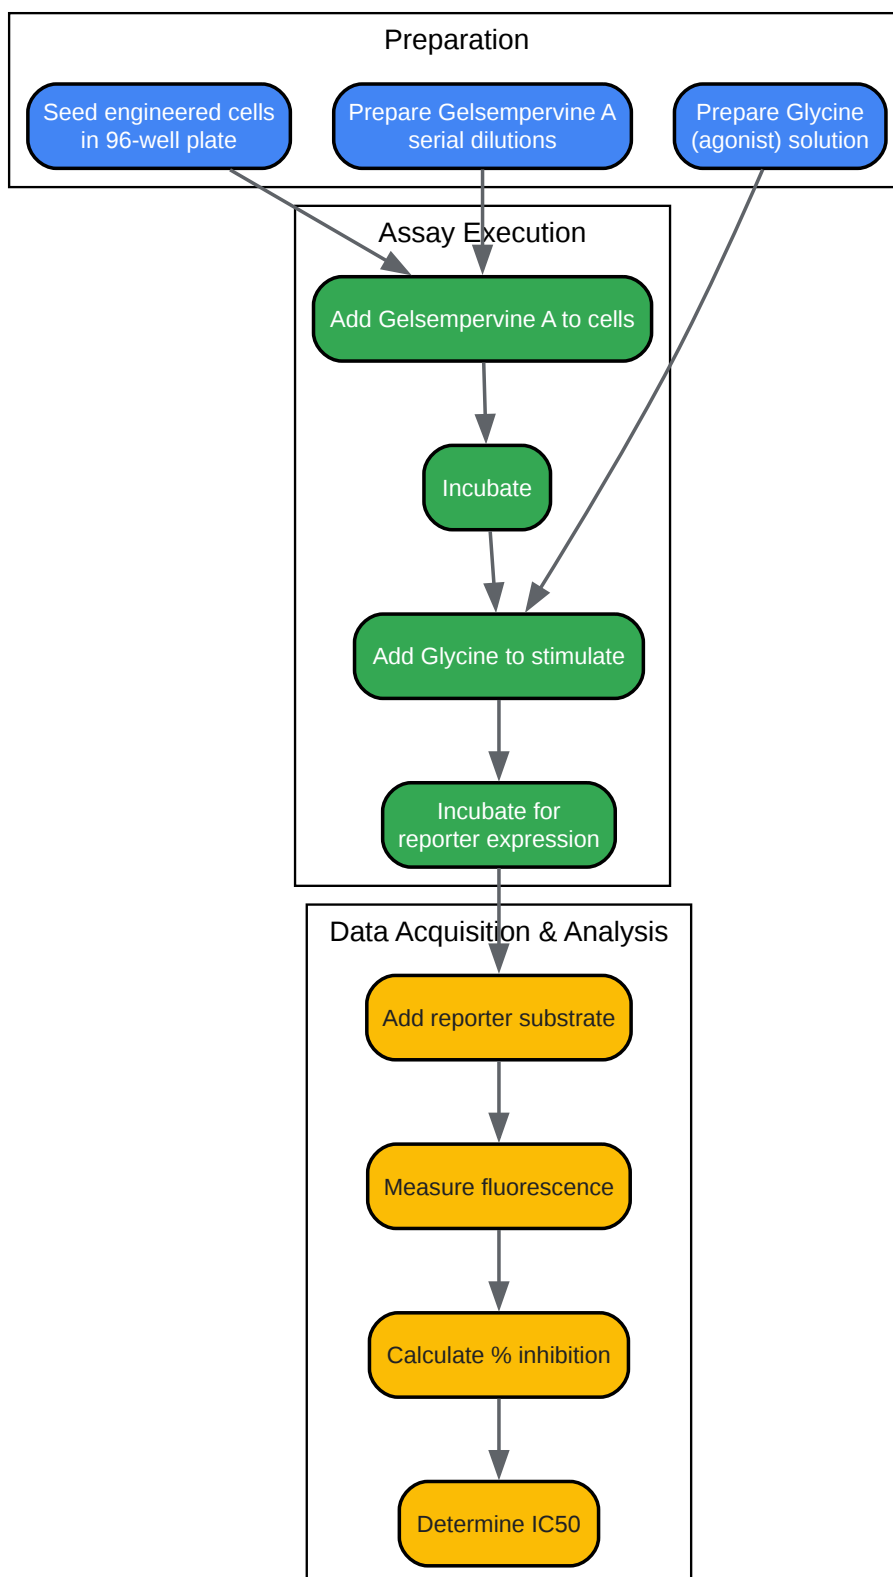 Preparation
Seed engineered cells
in 96-well plate
Prepare Gelsempervine A
serial dilutions
Prepare Glycine
(agonist) solution
Assay Execution
Add Gelsempervine A to cells
Incubate
Add Glycine to stimulate
Incubate for
reporter expression
Data Acquisition & Analysis
Add reporter substrate
Measure fluorescence
Calculate % inhibition
Determine IC50